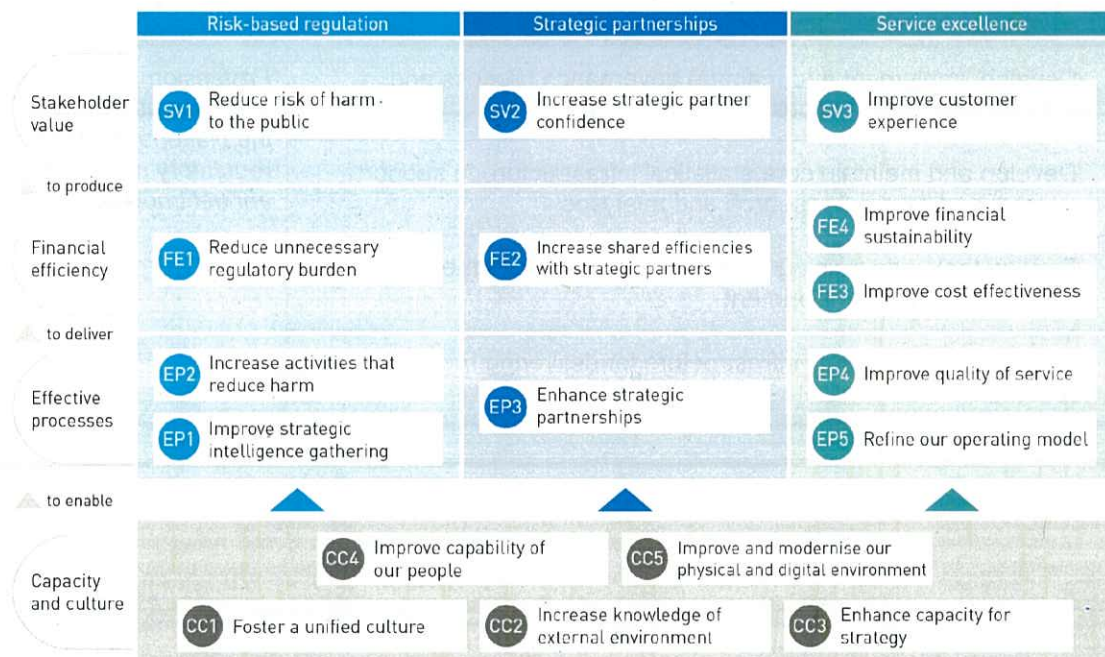 Risk-based regulation
Strategic partnerships
Service excellence
Stakeholder
value
SV1
Reduce risk of harm
to the public
SV2
Increase strategic partner
confidence
SV3
Improve customer
experience
to produce
Financial
efficiency
FE1
Reduce unnecessary
regulatory burden
FE2
Increase shared efficiencies
with strategic partners
FE4
Improve financial
sustainability
FE3
Improve cost effectiveness
to deliver
Effective
processes
EP2
Increase activities that
reduce harm
EP1
Improve strategic
intelligence gathering
EP3
Enhance strategic
partnerships
EP4
Improve quality of service
EP5
Refine our operating model
to enable
Capacity
and culture
CC4
Improve capability of
our people
CC5
Improve and modernise our
physical and digital environment
CC1
Foster a unified culture
CC2
Increase knowledge of
external environment
CC3
Enhance capacity for
strategy